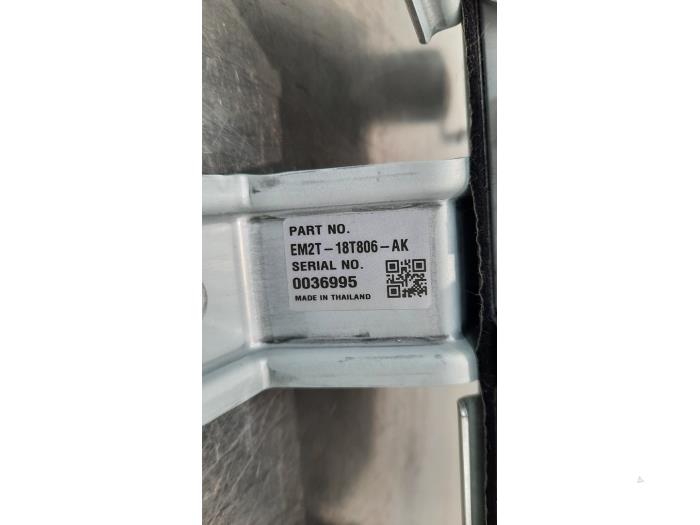 PART NO.
EM2T-18T806-AK
SERIAL NO.
0036995
MADE IN THAILAND